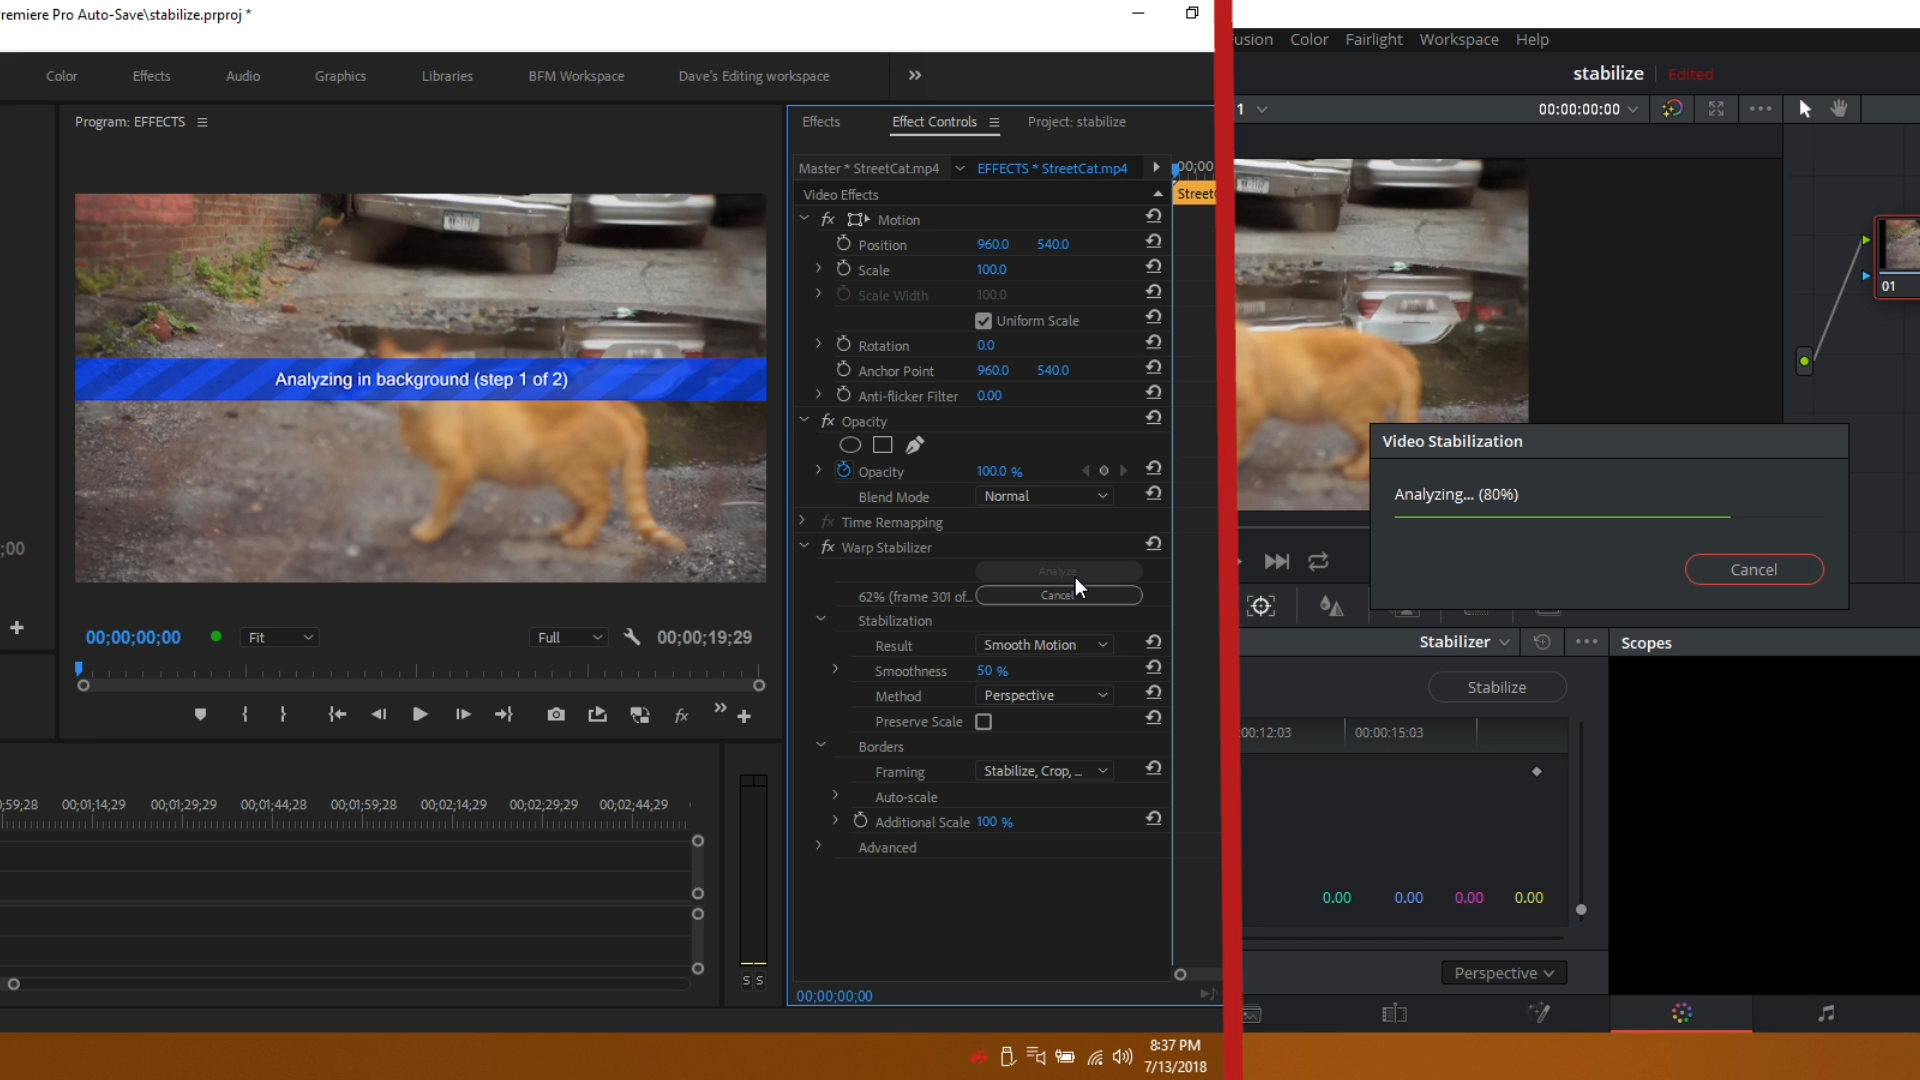 remiere Pro Auto-Save\stabilize.prproj *
Color Effects Audio Graphics Libraries BFM Workspace Dave's Editing workspace
Program: EFFECTS
Analyzing in background (step 1 of 2)
;00
00;00;00;00 Fit Full 00;00;19;29
;59;28 00;01;14;29 00;01;29;29 00;01;44;28 00;01;59;28 00;02;14;29 00;02;29;29 00;02;44;29
S S
Effects Effect Controls Project: stabilize
Master * StreetCat.mp4 EFFECTS * StreetCat.mp4 00;00
Video Effects Street
fx Motion
Position 960.0 540.0
Scale 100.0
Scale Width 100.0
Uniform Scale
Rotation 0.0
Anchor Point 960.0 540.0
Anti-flicker Filter 0.00
fx Opacity
Opacity 100.0 %
Blend Mode Normal
fx Time Remapping
fx Warp Stabilizer
Analyze
62% (frame 301 of... Cancel
Stabilization
Result Smooth Motion
Smoothness 50 %
Method Perspective
Preserve Scale
Borders
Framing Stabilize, Crop, ...
Auto-scale
Additional Scale 100 %
Advanced
00;00;00;00
8:37 PM
7/13/2018
usion Color Fairlight Workspace Help
stabilize Edited
1 00:00:00:00
01
Video Stabilization
Analyzing... (80%)
Cancel
Stabilizer Scopes
Stabilize
:00:12:03 00:00:15:03
0.00 0.00 0.00 0.00
Perspective